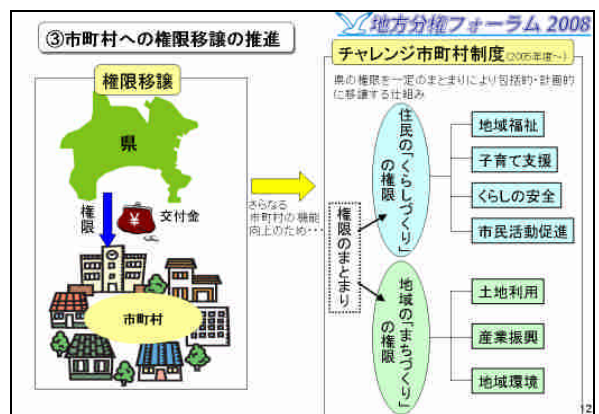 地方分権フォーラム 2008
③市町村への権限移譲の推進
権限移譲
県
権限
¥
交付金
市町村
さらなる
市町村の機能
向上のため・・・
チャレンジ市町村制度(2005年度〜)
県の権限を一定のまとまりにより包括的・計画的
に移譲する仕組み
権限のまとまり
住民の「くらしづくり」
の権限
地域福祉
子育て支援
くらしの安全
市民活動促進
地域の「まちづくり」
の権限
土地利用
産業振興
地域環境
12